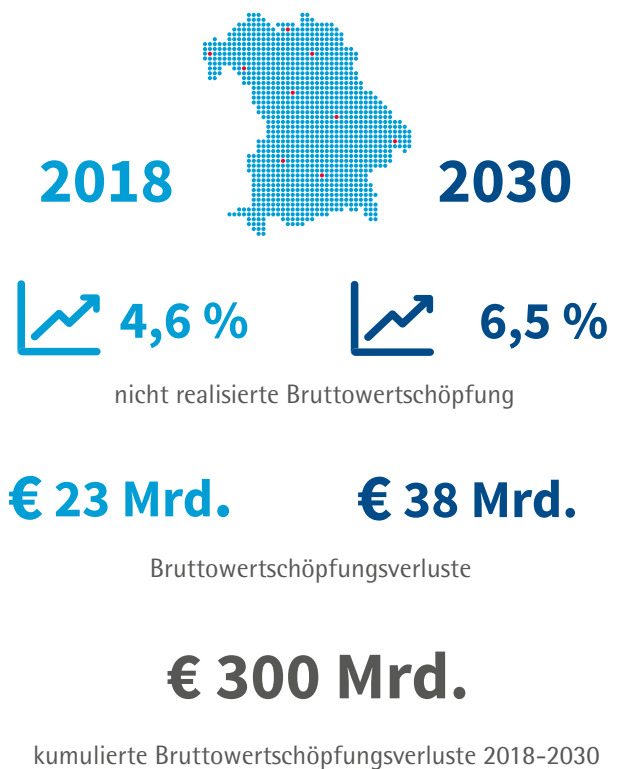 2018
2030
4,6 %
6,5 %
nicht realisierte Bruttowertschöpfung
€ 23 Mrd.
€ 38 Mrd.
Bruttowertschöpfungsverluste
€ 300 Mrd.
kumulierte Bruttowertschöpfungsverluste 2018-2030